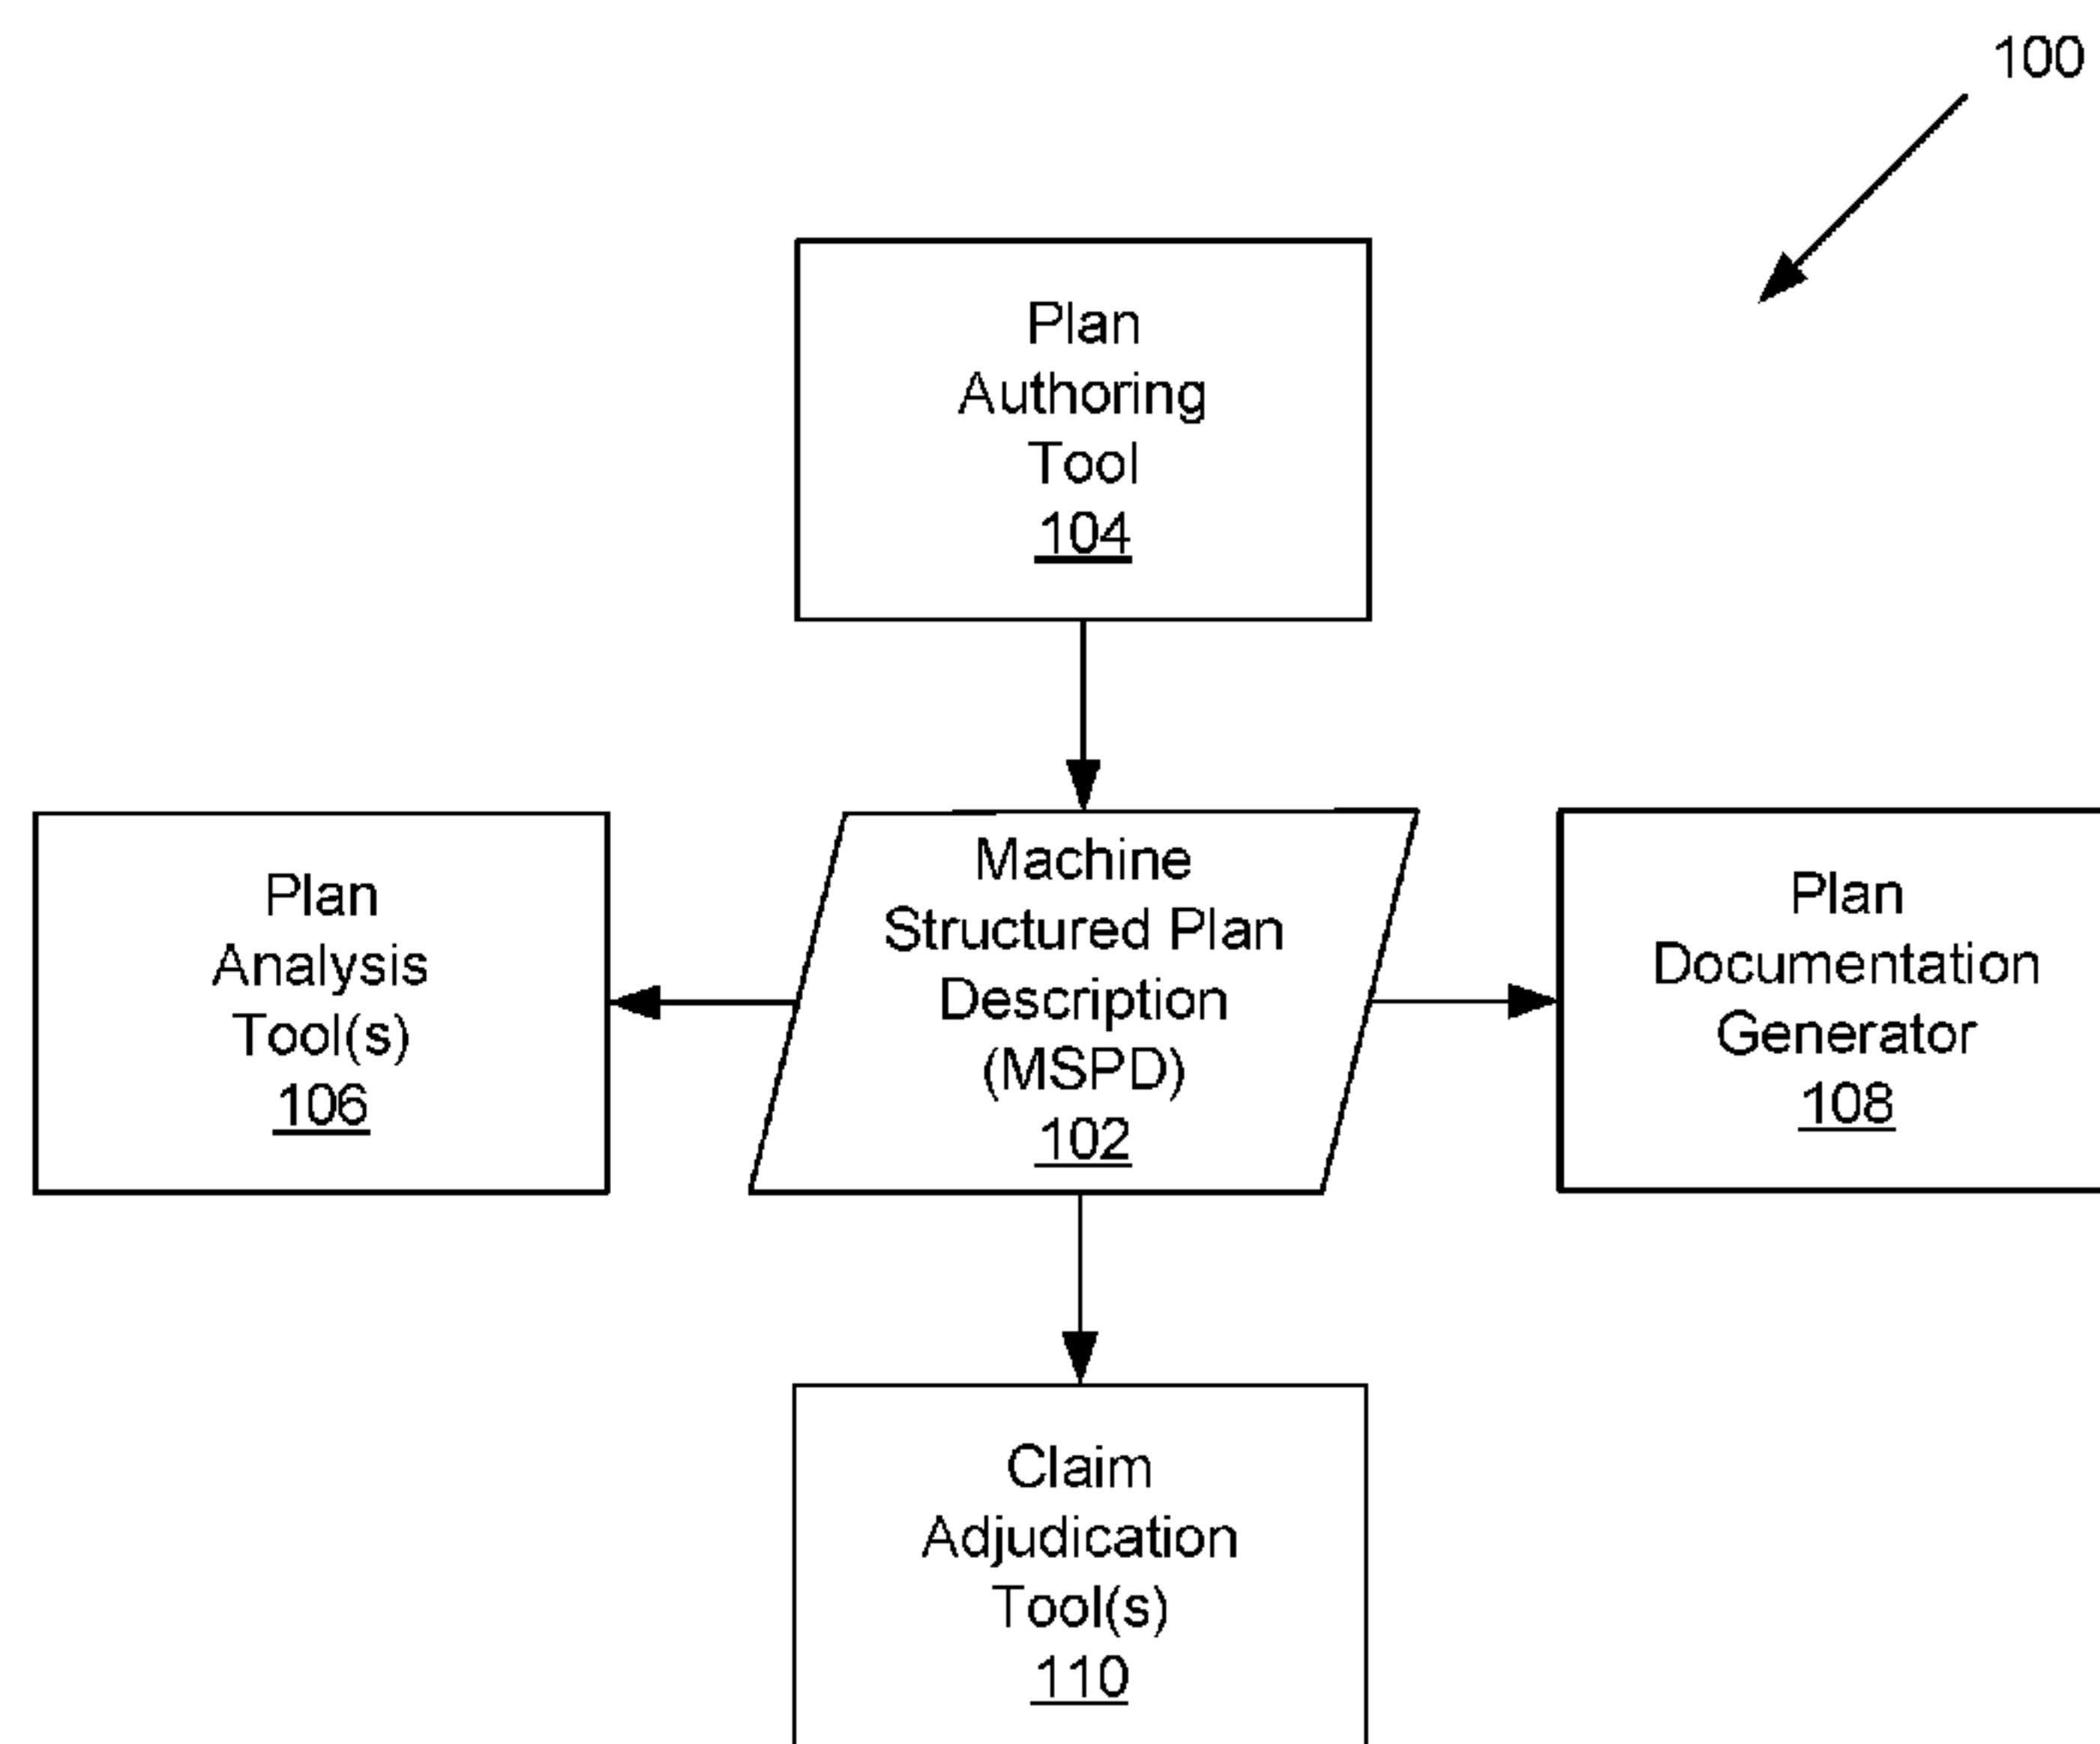 100
Plan
Authoring
Tool
104
Plan
Analysis
Tool(s)
106
Machine
Structured Plan
Description
(MSPD)
102
Plan
Documentation
Generator
108
Claim
Adjudication
Tool(s)
110